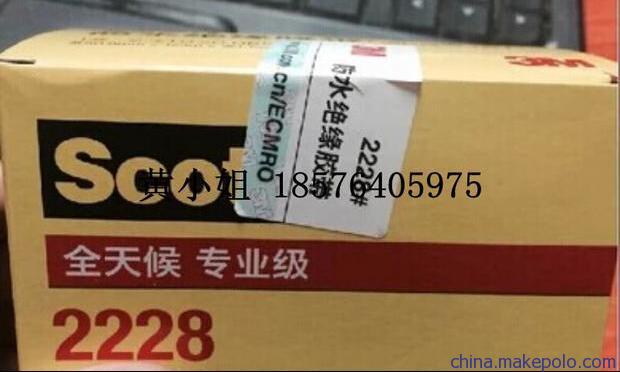 3M
3M
防水绝缘胶带
2228#
.cn/ECMRO
Scot
黄小姐 18576405975
全天候 专业级
2228
china.makepolo.com